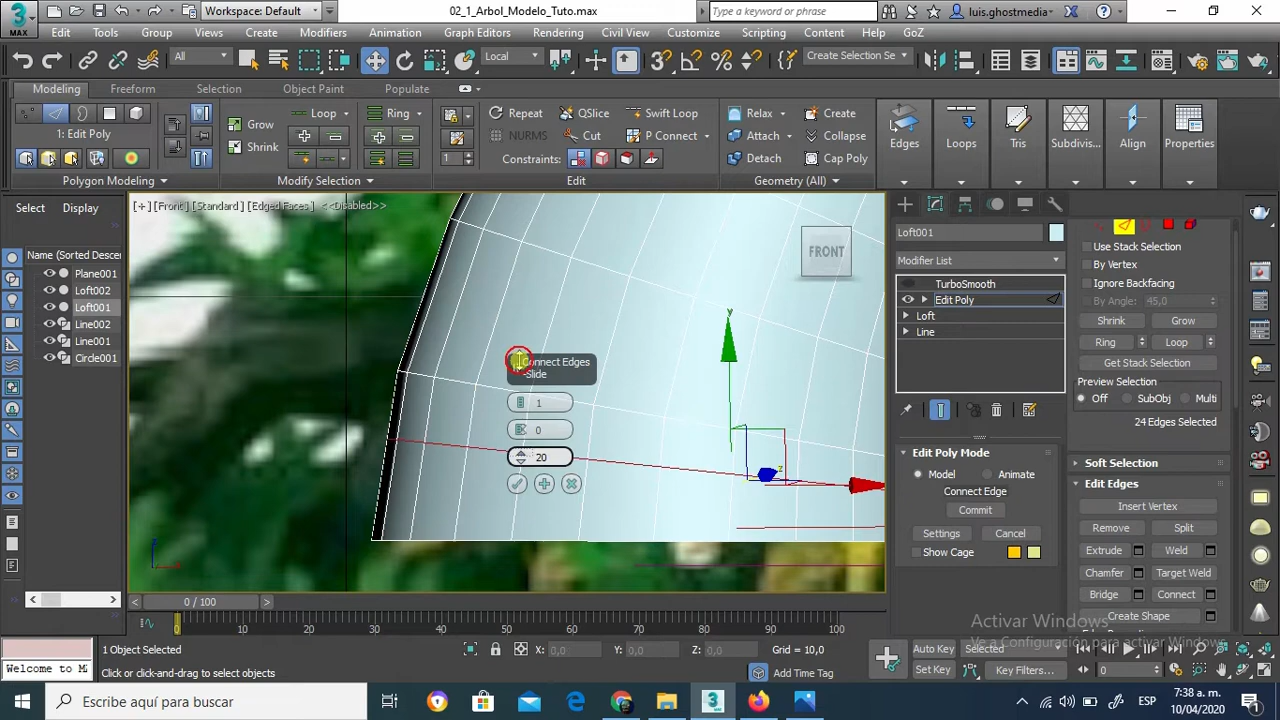 Workspace: Default
02_1_Arbol_Modelo_Tuto.max
Type a keyword or phrase
luis.ghostmedia
3
MAX
File
Edit
Tools
Group
Views
Create
Modifiers
Animation
Graph Editors
Rendering
Civil View
Customize
Scripting
Content
Help
GoZ
All
Local
Create Selection Se
Modeling
Freeform
Selection
Object Paint
Populate
1: Edit Poly
Grow
Shrink
Loop
Ring
Repeat
QSlice
Swift Loop
NURMS
Cut
P Connect
1
Constraints:
Relax
Create
Attach
Collapse
Detach
Cap Poly
Edges
Loops
Tris
Subdivis...
Align
Properties
Polygon Modeling
Modify Selection
Edit
Geometry (All)
Select
Display
Name (Sorted Descen
Plane001
Loft002
Loft001
Line002
Line001
Circle001
[+] [Front] [Standard] [Edged Faces] <<Disabled>>
FRONT
y
z
Connect Edges
-Slide
1
0
20
Loft001
Modifier List
TurboSmooth
Edit Poly
Loft
Line
Edit Poly Mode
Model
Animate
Connect Edge
Commit
Settings
Cancel
Show Cage
Use Stack Selection
By Vertex
Ignore Backfacing
By Angle:
45,0
Shrink
Grow
Ring
Loop
Get Stack Selection
Preview Selection
Off
SubObj
Multi
24 Edges Selected
Soft Selection
Edit Edges
Insert Vertex
Remove
Split
Extrude
Weld
Chamfer
Target Weld
Bridge
Connect
Create Shape
Activar Windows
Ve a Configuración para activar Windows.
0 / 100
0
10
20
30
40
50
60
70
80
90
100
1 Object Selected
Click or click-and-drag to select objects
Welcome to M
X:
0,0
Y:
0,0
Z:
0,0
Grid = 10,0
Add Time Tag
Auto Key
Selected
Set Key
Key Filters...
0
Escribe aquí para buscar
3
MAX
ESP
7:38 a. m.
10/04/2020